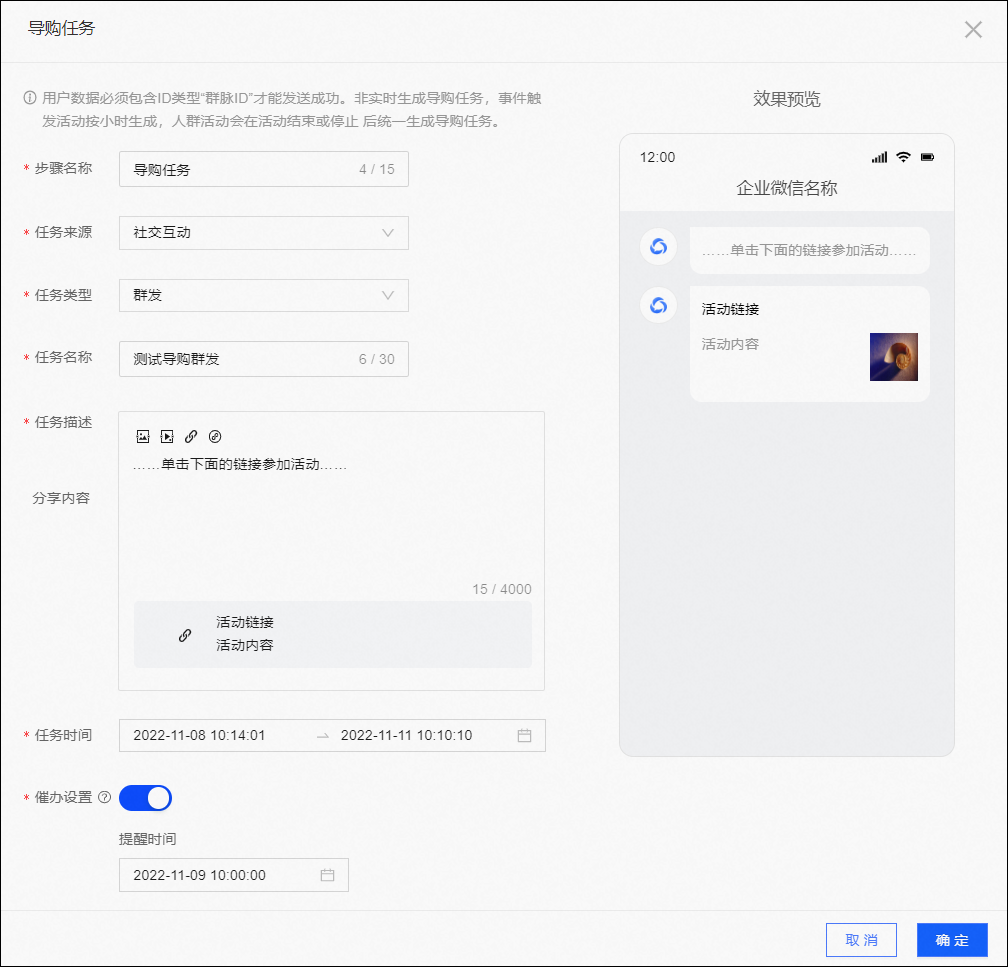 导购任务
用户数据必须包含ID类型“群脉ID”才能发送成功。非实时生成导购任务，事件触
发活动按小时生成，人群活动会在活动结束或停止 后统一生成导购任务。
* 步骤名称
导购任务
4 / 15
* 任务来源
社交互动
* 任务类型
群发
* 任务名称
测试导购群发
6 / 30
* 任务描述
……单击下面的链接参加活动……
分享内容
15 / 4000
活动链接
活动内容
* 任务时间
2022-11-08 10:14:01
2022-11-11 10:10:10
* 催办设置
提醒时间
2022-11-09 10:00:00
效果预览
12:00
企业微信名称
……单击下面的链接参加活动……
活动链接
活动内容
取 消
确 定